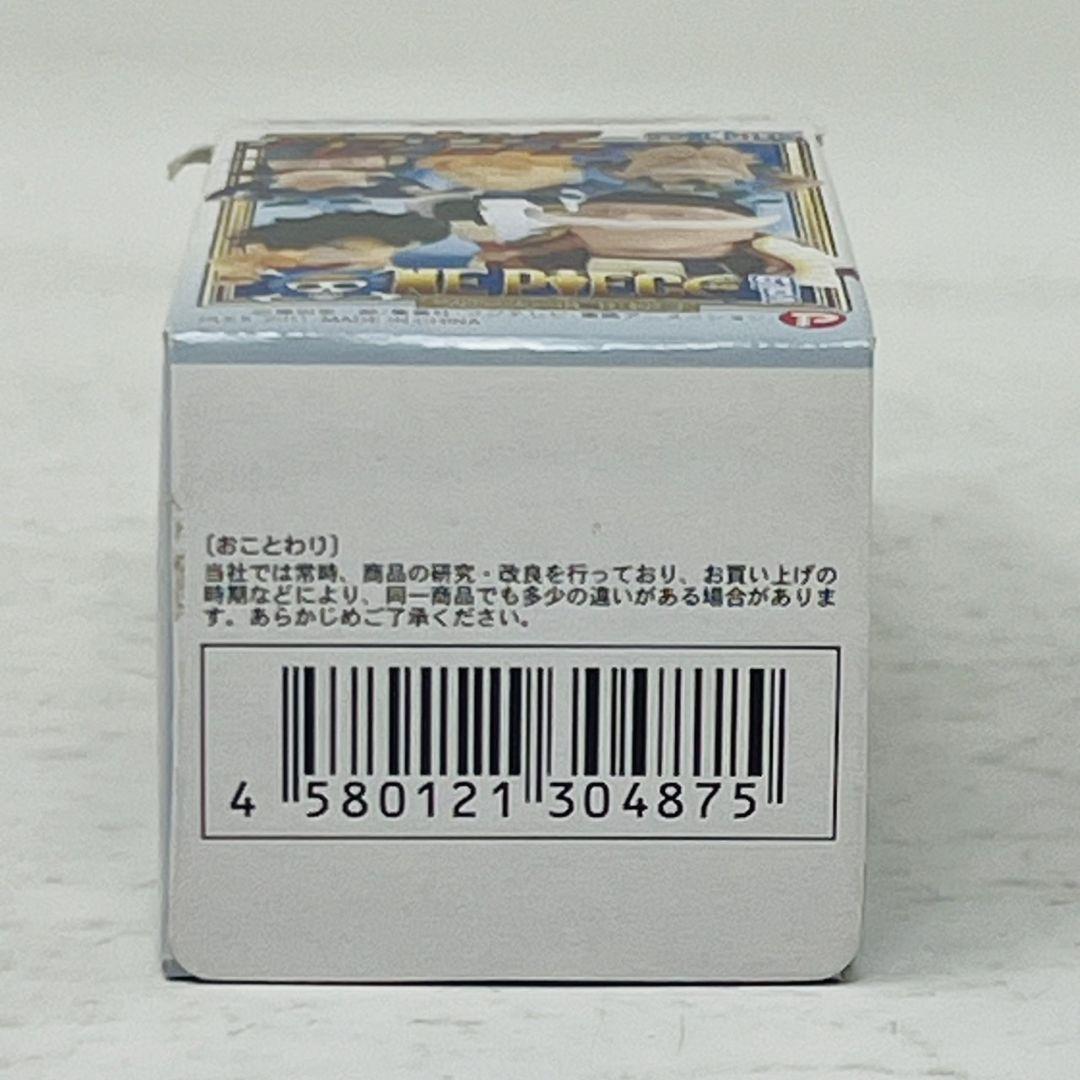 ONE PIECE
MADE IN CHINA
〔おことわり〕
当社では常時、商品の研究・改良を行っており、お買い上げの
時期などにより、同一商品でも多少の違いがある場合がありま
す。あらかじめご了承ください。
4 580121 304875